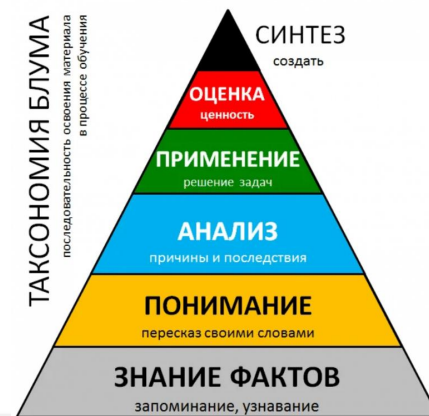 ТАКСОНОМИЯ БЛУМА
последовательность освоения материала
в процессе обучения
СИНТЕЗ
создать
ОЦЕНКА
ценность
ПРИМЕНЕНИЕ
решение задач
АНАЛИЗ
причины и последствия
ПОНИМАНИЕ
пересказ своими словами
ЗНАНИЕ ФАКТОВ
запоминание, узнавание